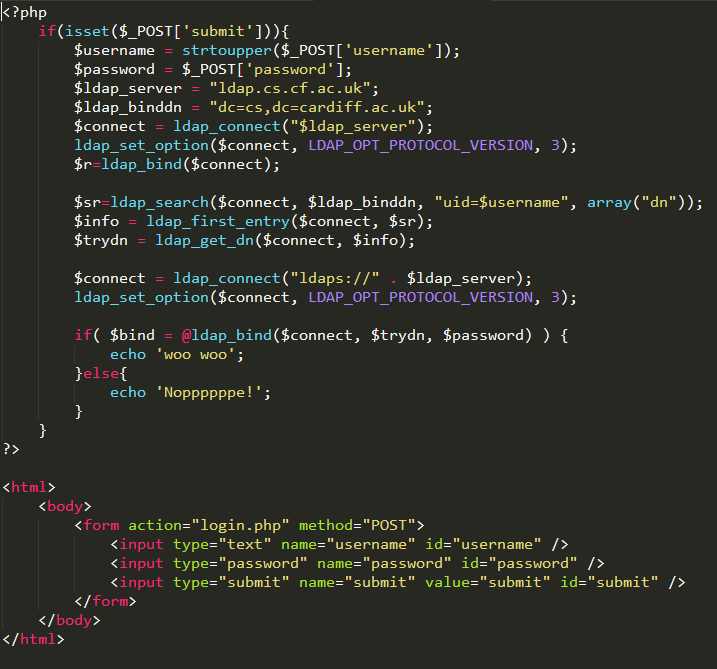 <?php
if(isset($_POST['submit'])){
$username = strtoupper($_POST['username']);
$password = $_POST['password'];
$ldap_server = "ldap.cs.cf.ac.uk";
$ldap_binddn = "dc=cs,dc=cardiff.ac.uk";
$connect = ldap_connect("$ldap_server");
ldap_set_option($connect, LDAP_OPT_PROTOCOL_VERSION, 3);
$r=ldap_bind($connect);
$sr=ldap_search($connect, $ldap_binddn, "uid=$username", array("dn"));
$info = ldap_first_entry($connect, $sr);
$trydn = ldap_get_dn($connect, $info);
$connect = ldap_connect("ldaps://" . $ldap_server);
ldap_set_option($connect, LDAP_OPT_PROTOCOL_VERSION, 3);
if( $bind = @ldap_bind($connect, $trydn, $password) ) {
echo 'woo woo';
}else{
echo 'Noppppppe!';
}
}
?>
<html>
<body>
<form action="login.php" method="POST">
<input type="text" name="username" id="username" />
<input type="password" name="password" id="password" />
<input type="submit" name="submit" value="submit" id="submit" />
</form>
</body>
</html>